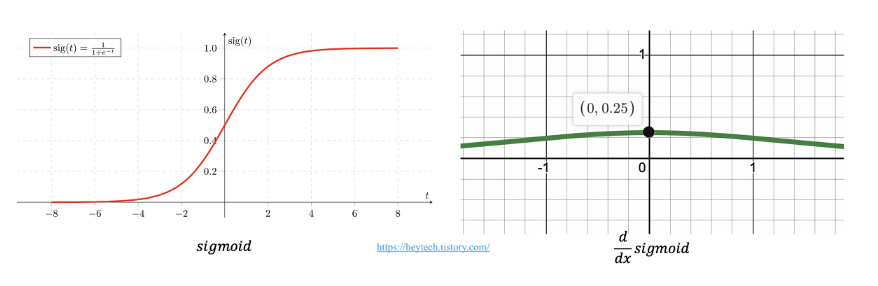 sig(t) = 1/(1+e^{-t})
sig(t)
1.0
0.8
0.6
0.4
0.2
−8 −6 −4 −2 2 4 6 8
t
sigmoid
https://heytech.tistory.com/
1
(0, 0.25)
-1 0 1
d/dx sigmoid